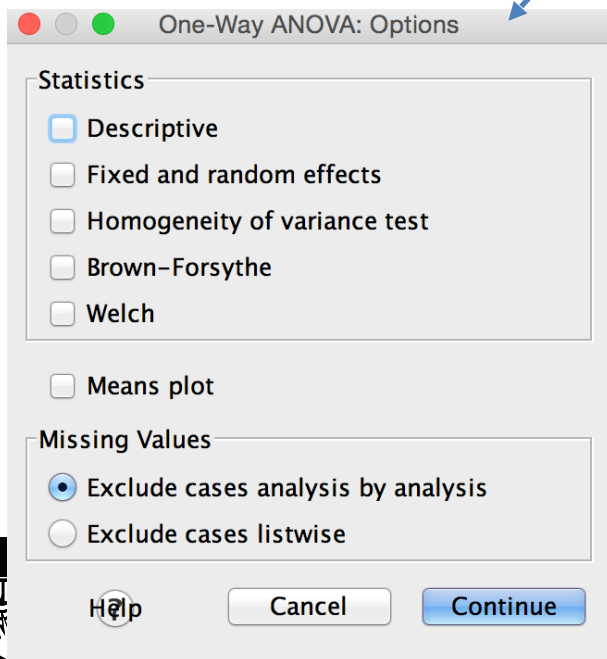 One-Way ANOVA: Options
Statistics
Descriptive
Fixed and random effects
Homogeneity of variance test
Brown-Forsythe
Welch
Means plot
Missing Values
Exclude cases analysis by analysis
Exclude cases listwise
Help
Cancel
Continue